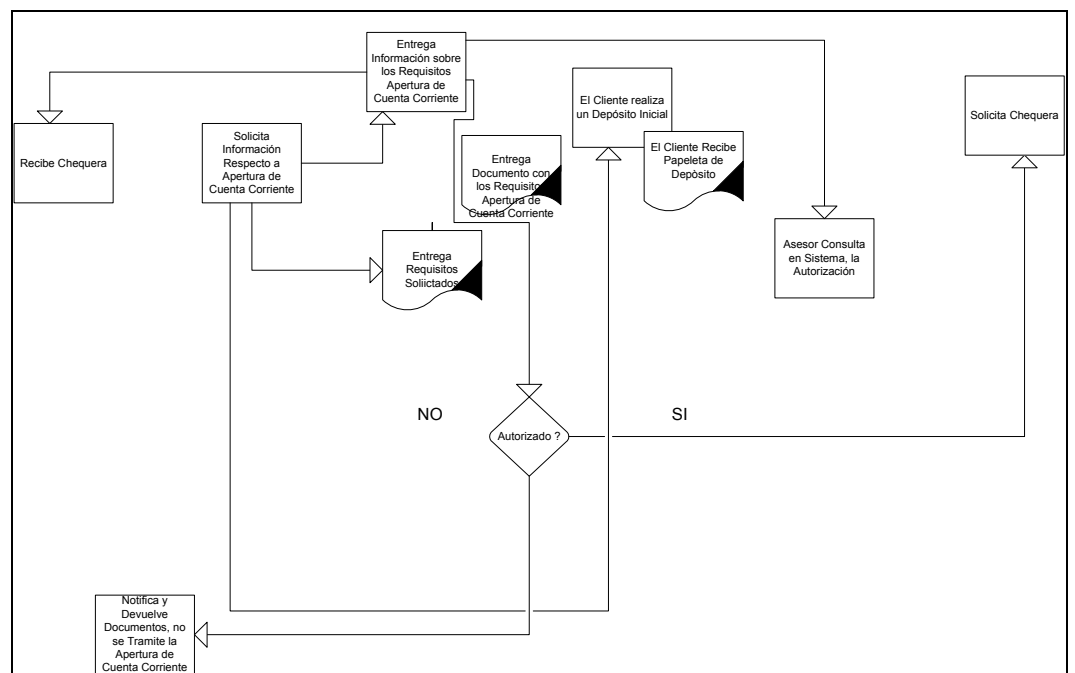 Entrega
Información sobre
los Requisitos
Apertura de
Cuenta Corriente
El Cliente realiza
un Depósito Inicial
Solicita Chequera
Recibe Chequera
Solicita
Información
Respecto a
Apertura de
Cuenta Corriente
Entrega
Documento con
los Requisitos
Apertura de
Cuenta Corriente
El Cliente Recibe
Papeleta de
Depòsito
Asesor Consulta
en Sistema, la
Autorización
Entrega
Requisitos
Soliictados
NO
SI
Autorizado ?
Notifica y
Devuelve
Documentos, no
se Tramite la
Apertura de
Cuenta Corriente